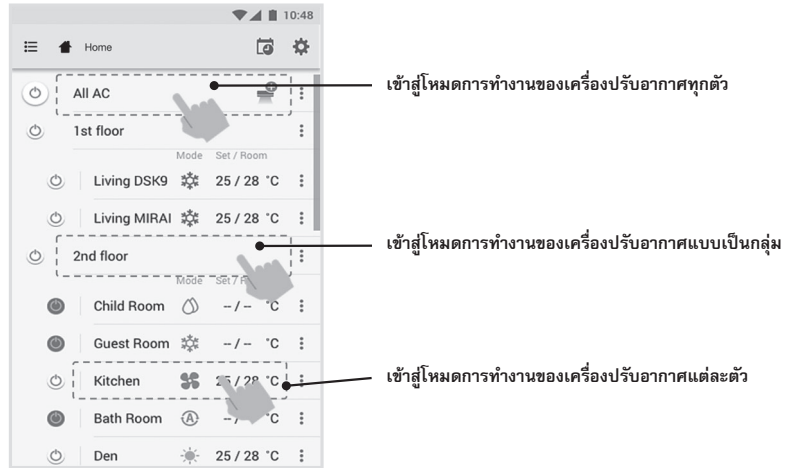 10:48
Home
All AC
เข้าสู่โหมดการทำงานของเครื่องปรับอากาศทุกตัว
1st floor
Mode Set / Room
Living DSK9 25 / 28 °C
Living MIRAI 25 / 28 °C
2nd floor
เข้าสู่โหมดการทำงานของเครื่องปรับอากาศแบบเป็นกลุ่ม
Mode Set /
Child Room -- / -- °C
Guest Room -- / -- °C
Kitchen 25 / 28 °C
เข้าสู่โหมดการทำงานของเครื่องปรับอากาศแต่ละตัว
Bath Room A -- / °C
Den 25 / 28 °C